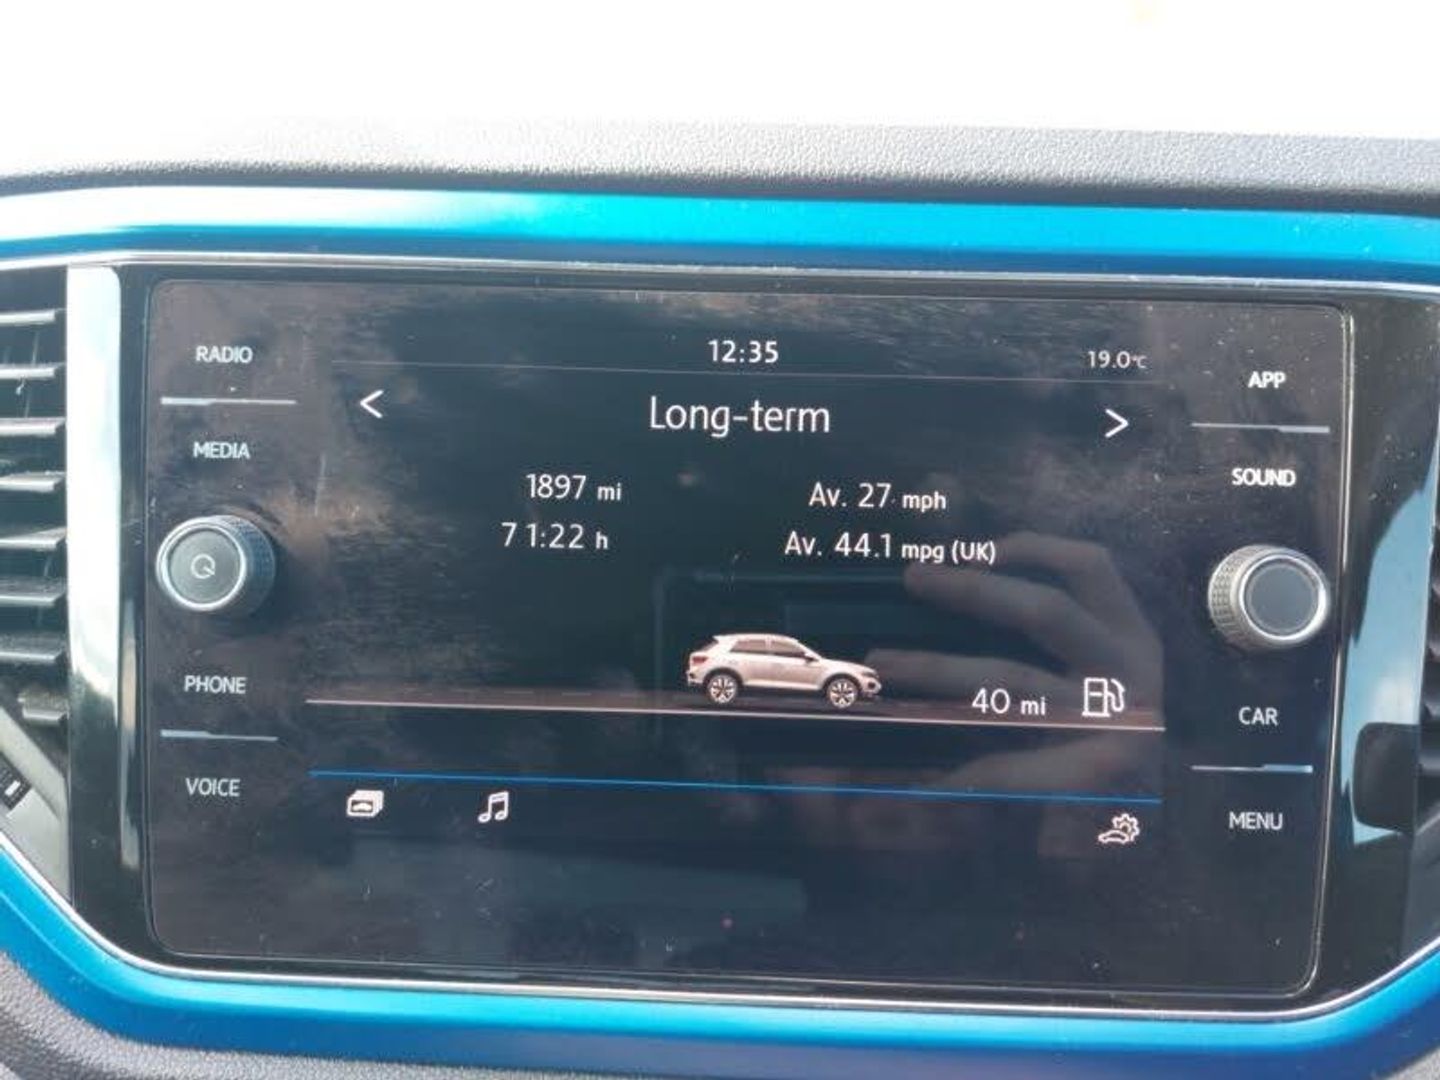 RADIO
MEDIA
PHONE
VOICE
12:35
19.0°C
< Long-term >
1897 mi
Av. 27 mph
71:22 h
Av. 44.1 mpg (UK)
40 mi
APP
SOUND
CAR
MENU